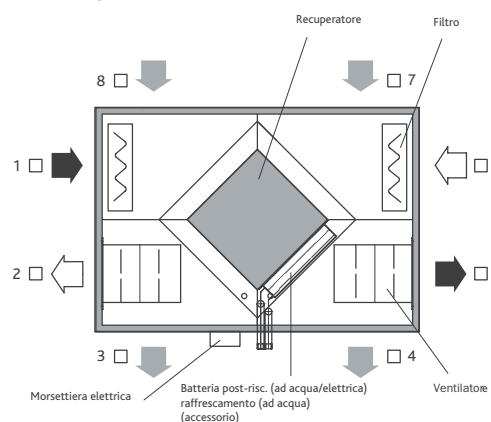 Recuperatore
Filtro
8
7
1
2
3
4
Morsettiera elettrica
Batteria post-risc. (ad acqua/elettrica)
raffrescamento (ad acqua)
(accessorio)
Ventilatore